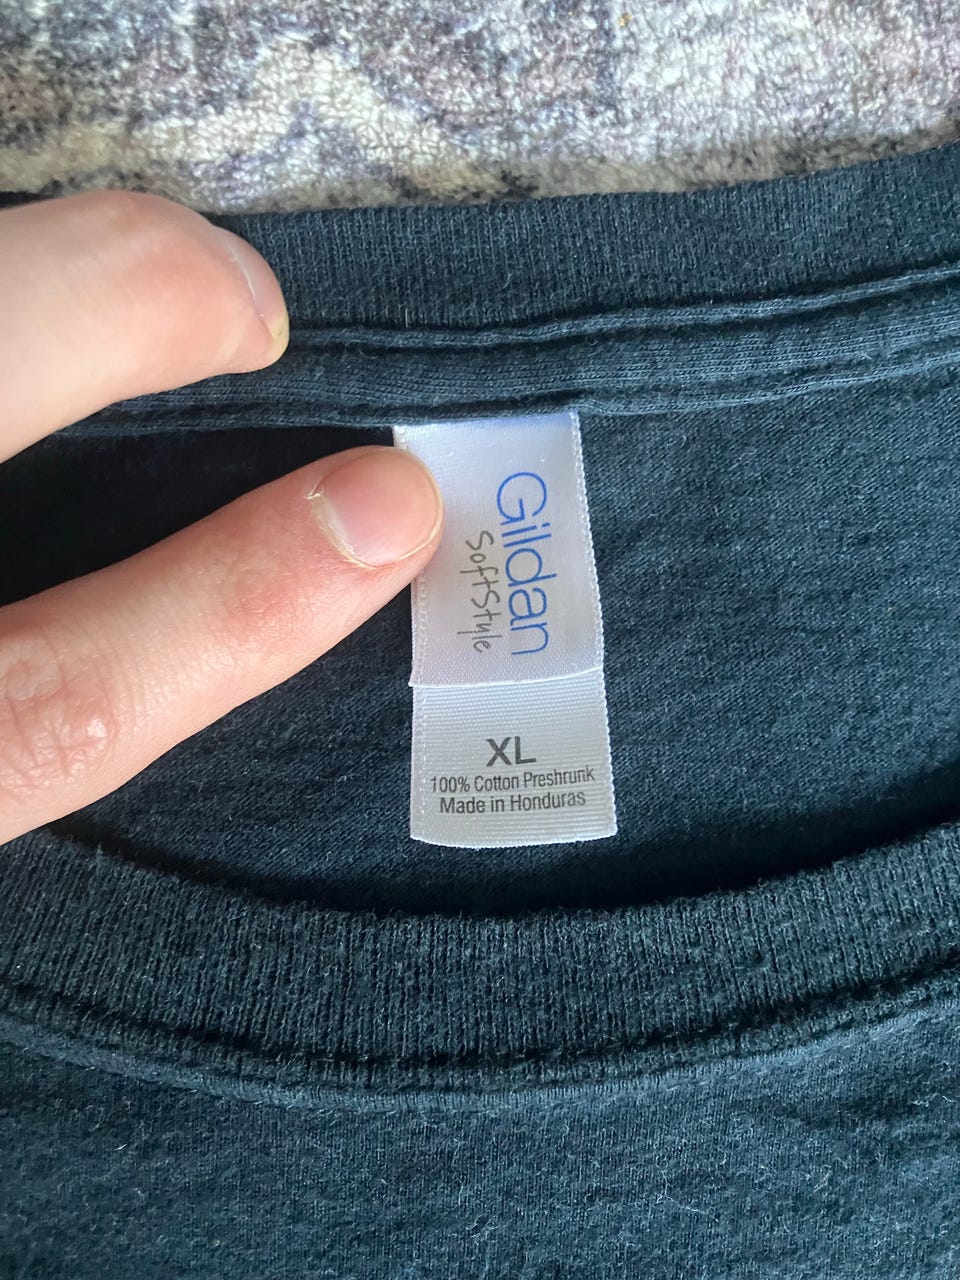 Gildan
SoftStyle
XL
100% Cotton Preshrunk
Made in Honduras